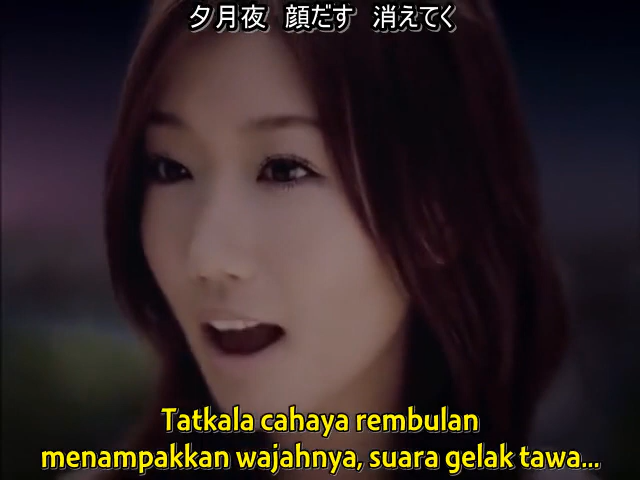 夕月夜　顔だす　消えてく
Tatkala cahaya rembulan
menampakkan wajahnya, suara gelak tawa...